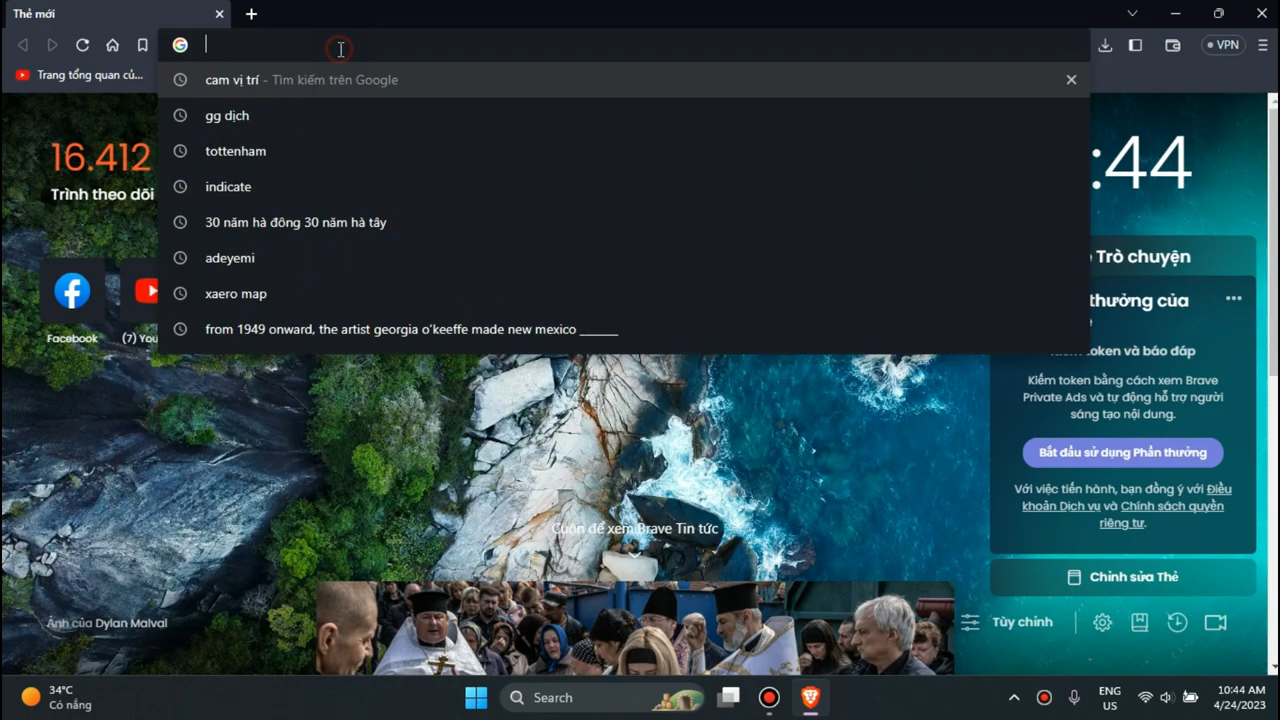 Thẻ mới
VPN
Trang tổng quan củ...
cam vị trí - Tìm kiếm trên Google
gg dịch
tottenham
indicate
30 năm hà đông 30 năm hà tây
adeyemi
xaero map
from 1949 onward, the artist georgia o'keeffe made new mexico ______
16.412
Trình theo dõi
:44
Facebook
(7) You
Trò chuyện
thưởng của
token và báo đáp
Kiếm token bằng cách xem Brave
Private Ads và tự động hỗ trợ người
sáng tạo nội dung.
Bắt đầu sử dụng Phần thưởng
Với việc tiến hành, bạn đồng ý với Điều
khoản Dịch vụ và Chính sách quyền
riêng tư.
Cuộn để xem Brave Tin tức
Chỉnh sửa Thẻ
Ảnh của Dylan Malval
Tùy chỉnh
34°C
Có nắng
Search
ENG
US
10:44 AM
4/24/2023